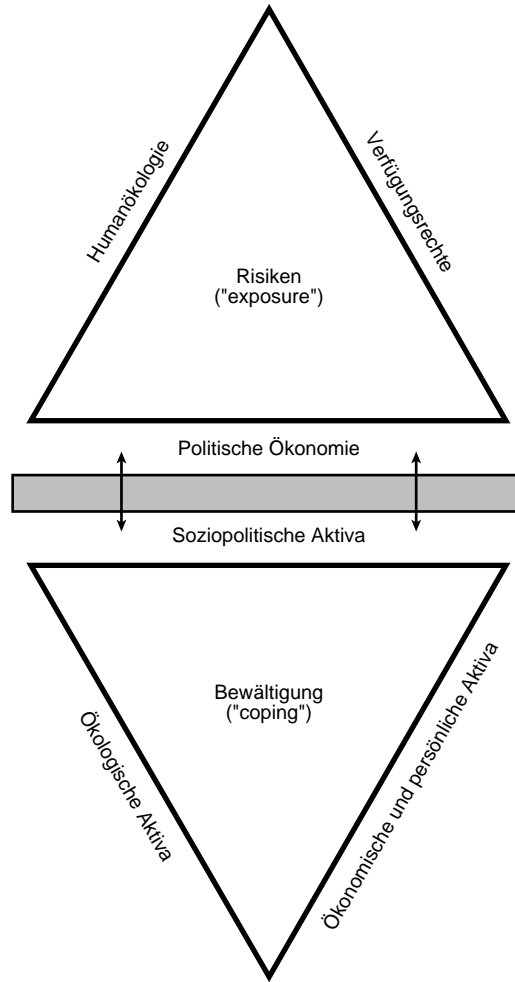 Humanökologie
Verfügungsrechte
Risiken
("exposure")
Politische Ökonomie
Soziopolitische Aktiva
Bewältigung
("coping")
Ökologische Aktiva
Ökonomische und persönliche Aktiva